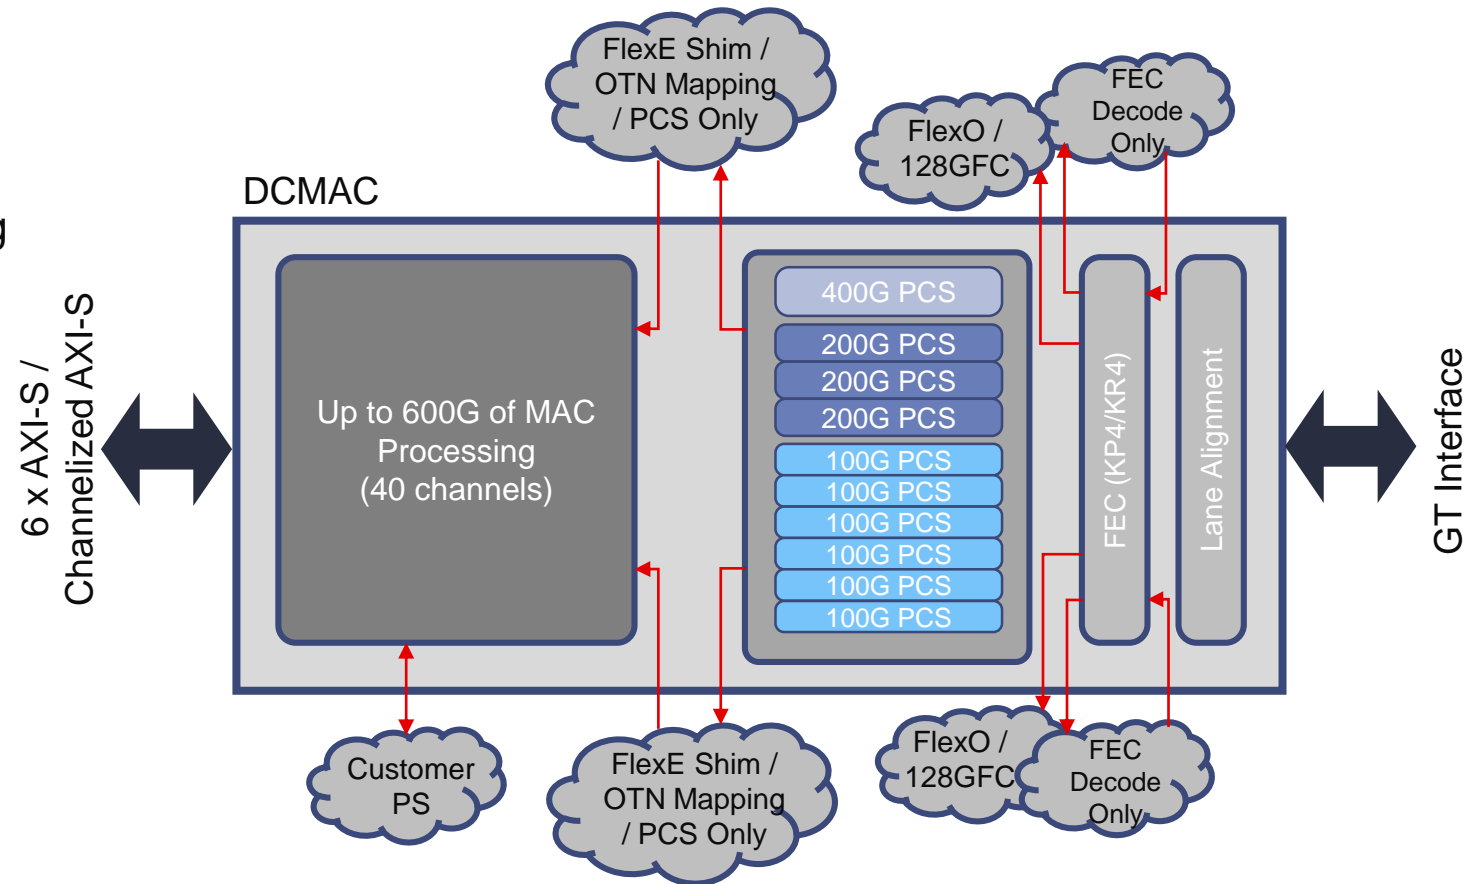 FlexE Shim /
OTN Mapping
/ PCS Only
FEC
Decode
Only
FlexO /
128GFC
DCMAC
g
6 x AXI-S /
Channelized AXI-S
Up to 600G of MAC
Processing
(40 channels)
400G PCS
200G PCS
200G PCS
200G PCS
100G PCS
100G PCS
100G PCS
100G PCS
100G PCS
100G PCS
FEC (KP4/KR4)
Lane Alignment
GT Interface
Customer
PS
FlexE Shim /
OTN Mapping
/ PCS Only
FlexO /
128GFC
FEC
Decode
Only